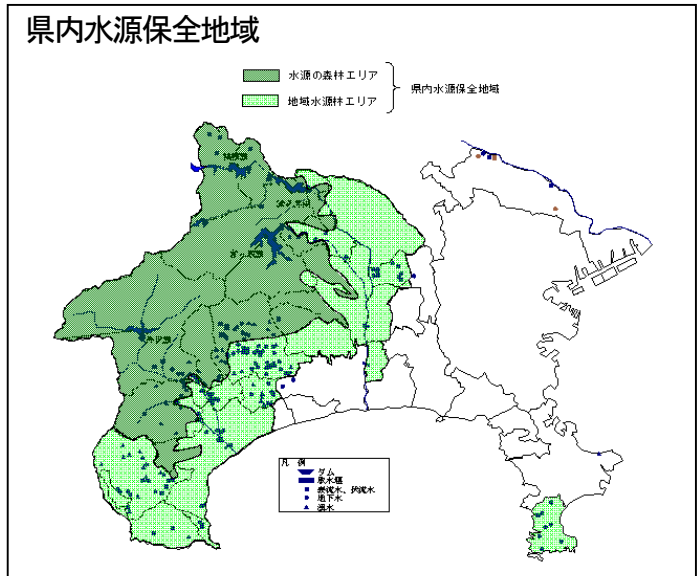 県内水源保全地域
水源の森林エリア
地域水源林エリア
県内水源保全地域
凡 例
ダム
取水堰
表流水、伏流水
地下水
湧水